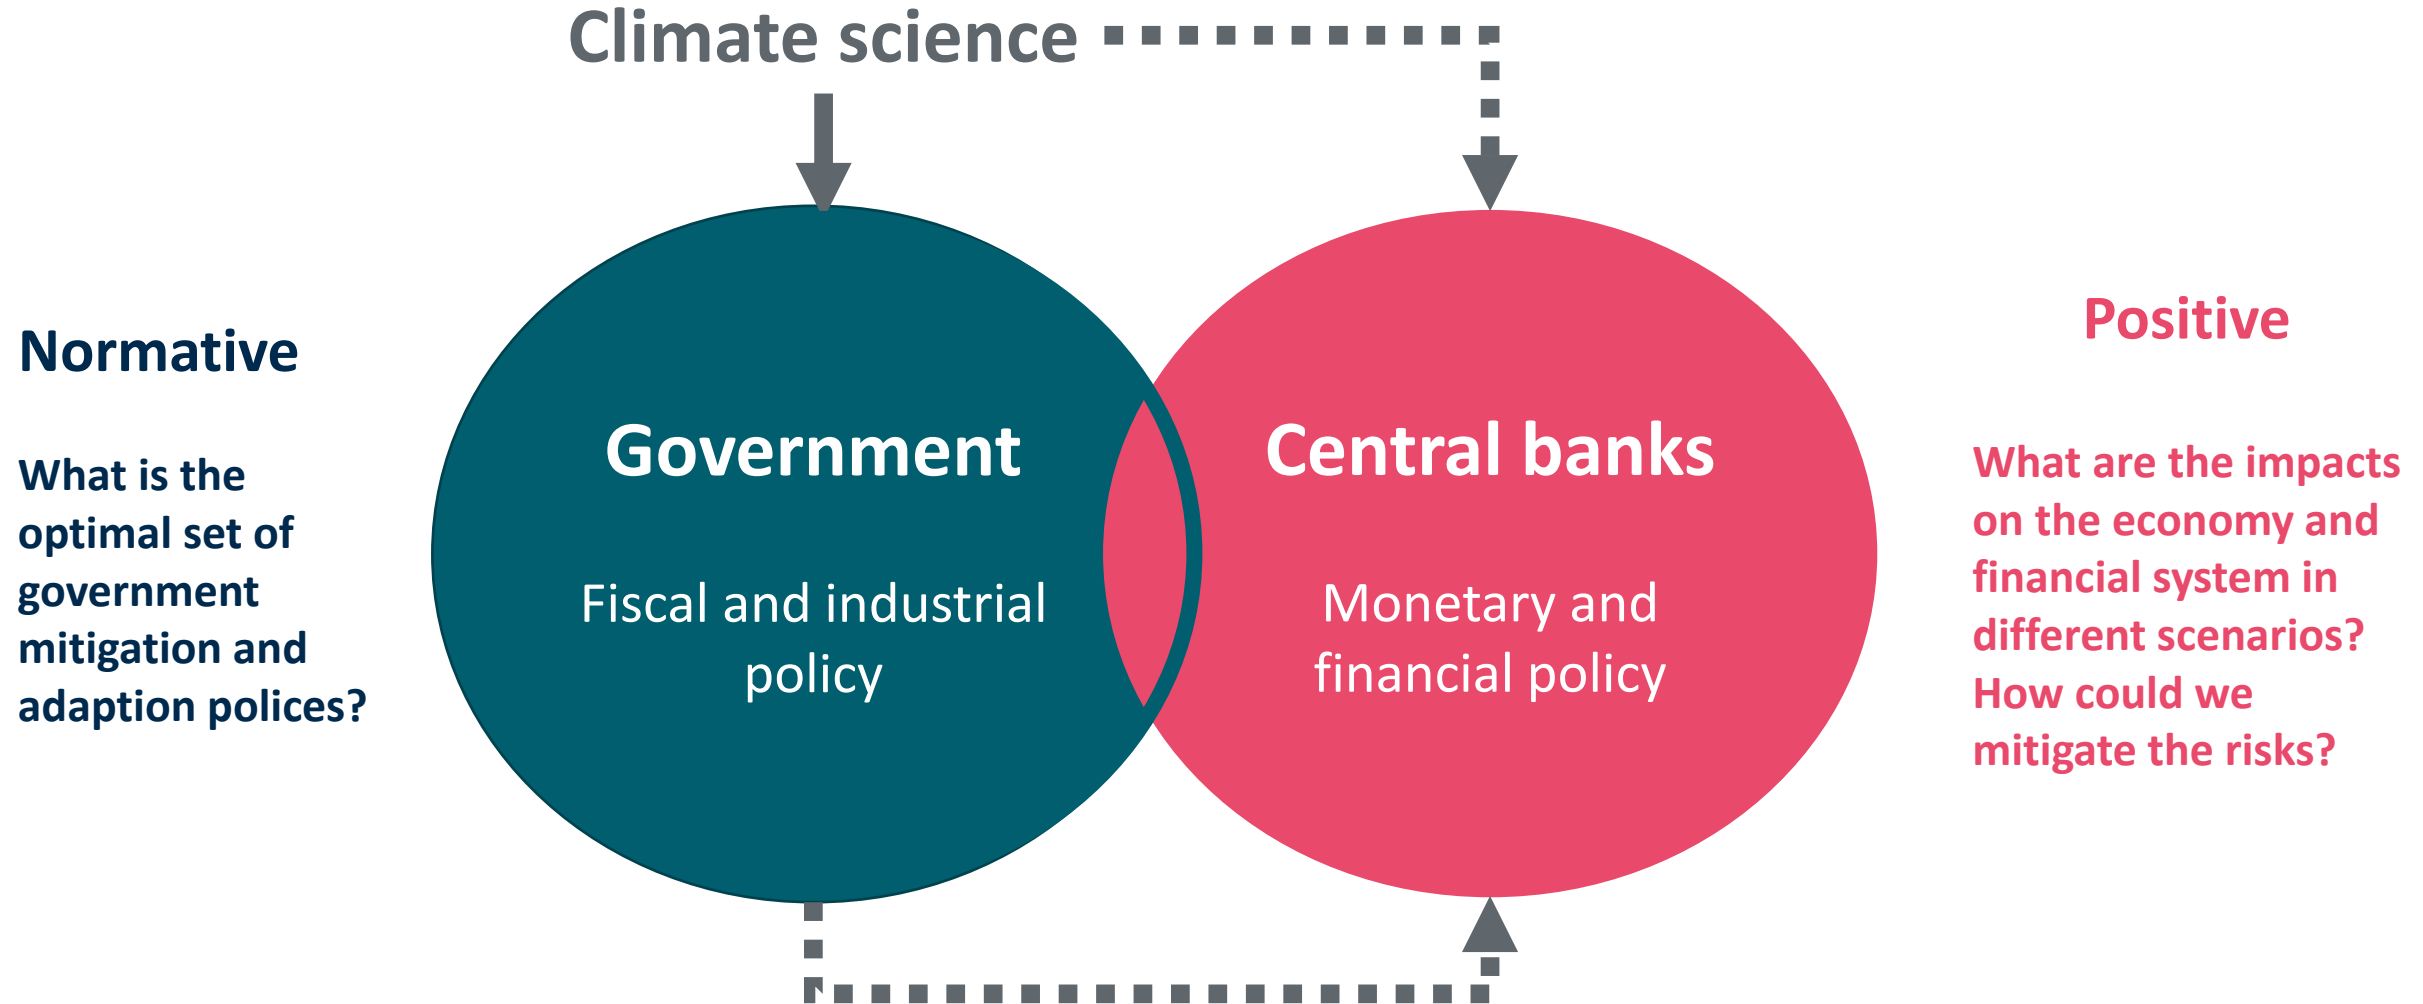 Climate science
Normative
What is the
optimal set of
government
mitigation and
adaption polices?
Government
Fiscal and industrial
policy
Central banks
Monetary and
financial policy
Positive
What are the impacts
on the economy and
financial system in
different scenarios?
How could we
mitigate the risks?